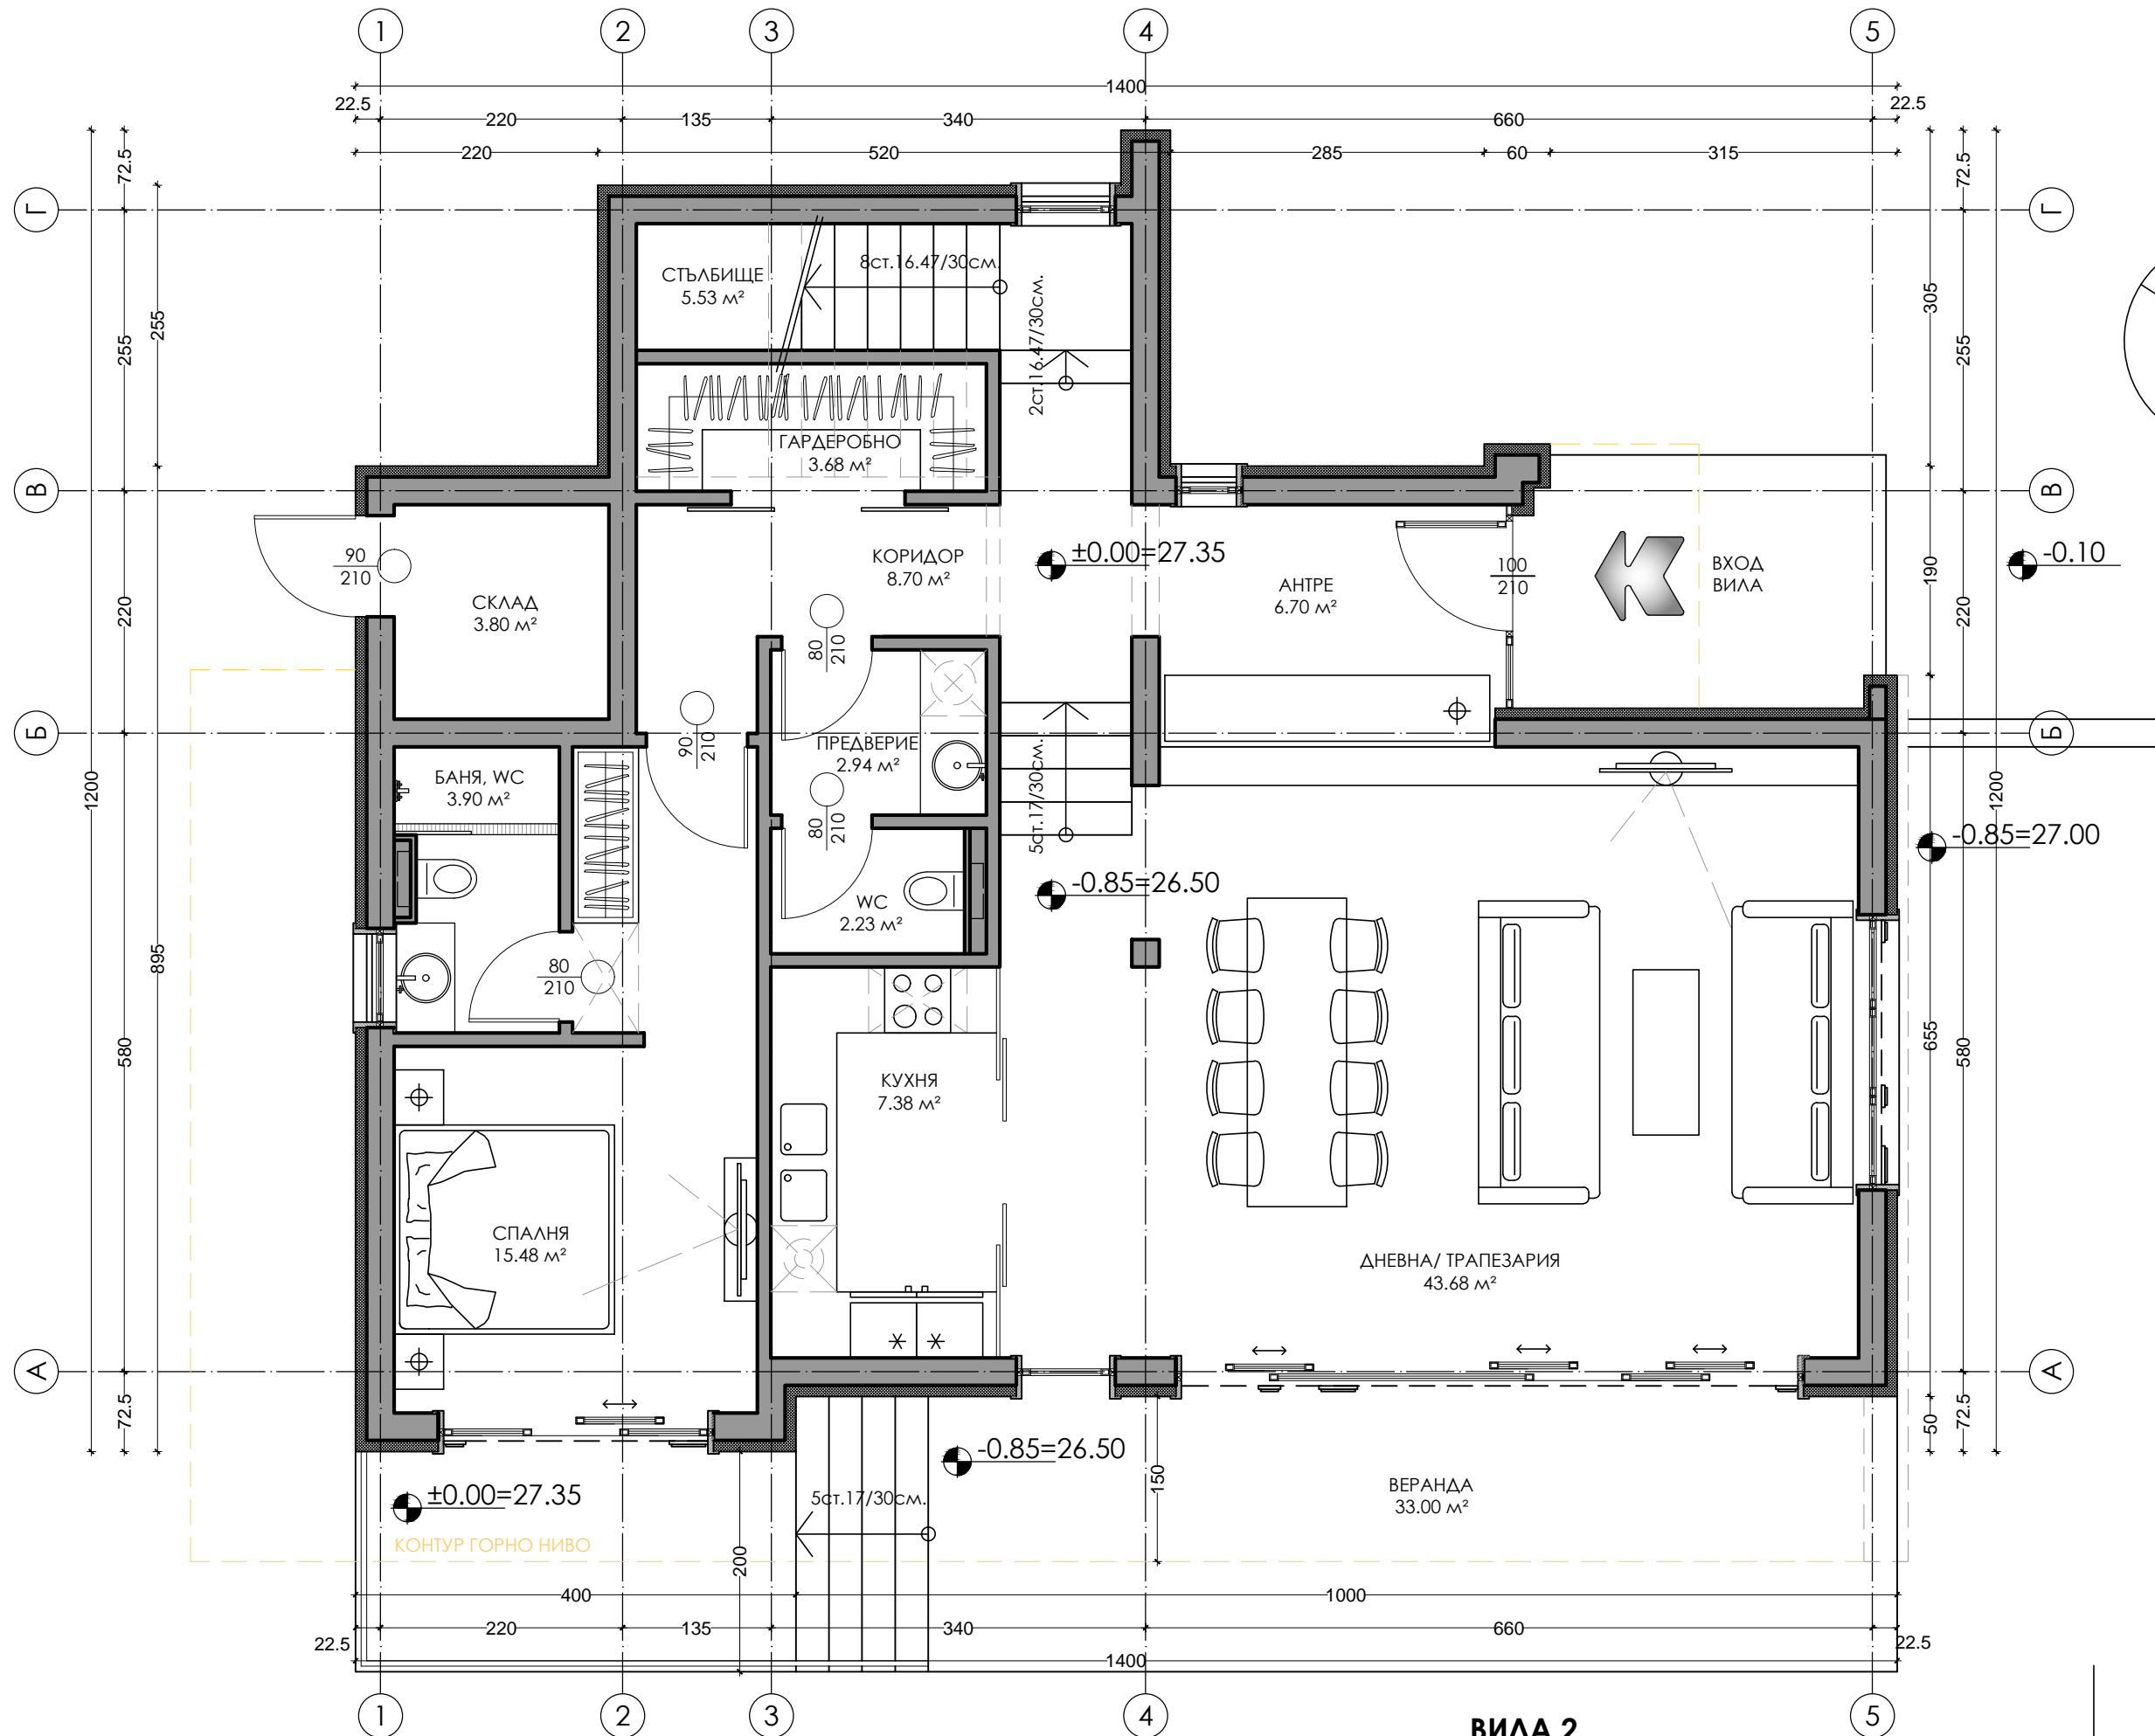 1
2
3
4
5
1400
22.5
220
135
340
660
22.5
220
520
285
60
315
72.5
255
220
580
72.5
1200
255
895
72.5
255
220
580
72.5
1200
305
190
655
50
Г
В
Б
А
Г
В
Б
А
СТЪЛБИЩЕ
5.53 м²
8ст.16.47/30см.
2ст.16.47/30см.
ГАРДЕРОБНО
3.68 м²
КОРИДОР
8.70 м²
±0.00=27.35
АНТРЕ
6.70 м²
100
210
ВХОД
ВИЛА
-0.10
90
210
СКЛАД
3.80 м²
80
210
90
210
ПРЕДВЕРИЕ
2.94 м²
80
210
5ст.17/30см.
БАНЯ, WC
3.90 м²
WC
2.23 м²
-0.85=26.50
-0.85=27.00
80
210
КУХНЯ
7.38 м²
СПАЛНЯ
15.48 м²
ДНЕВНА/ ТРАПЕЗАРИЯ
43.68 м²
-0.85=26.50
±0.00=27.35
5ст.17/30см.
КОНТУР ГОРНО НИВО
ВЕРАНДА
33.00 м²
150
200
400
1000
22.5
220
135
340
660
22.5
1400
1
2
3
4
5
ВИЛА 2